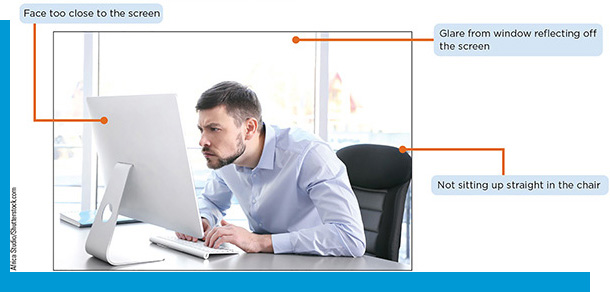 Face too close to the screen
Glare from window reflecting off
the screen
Not sitting up straight in the chair
Africa Studio/Shutterstock.com